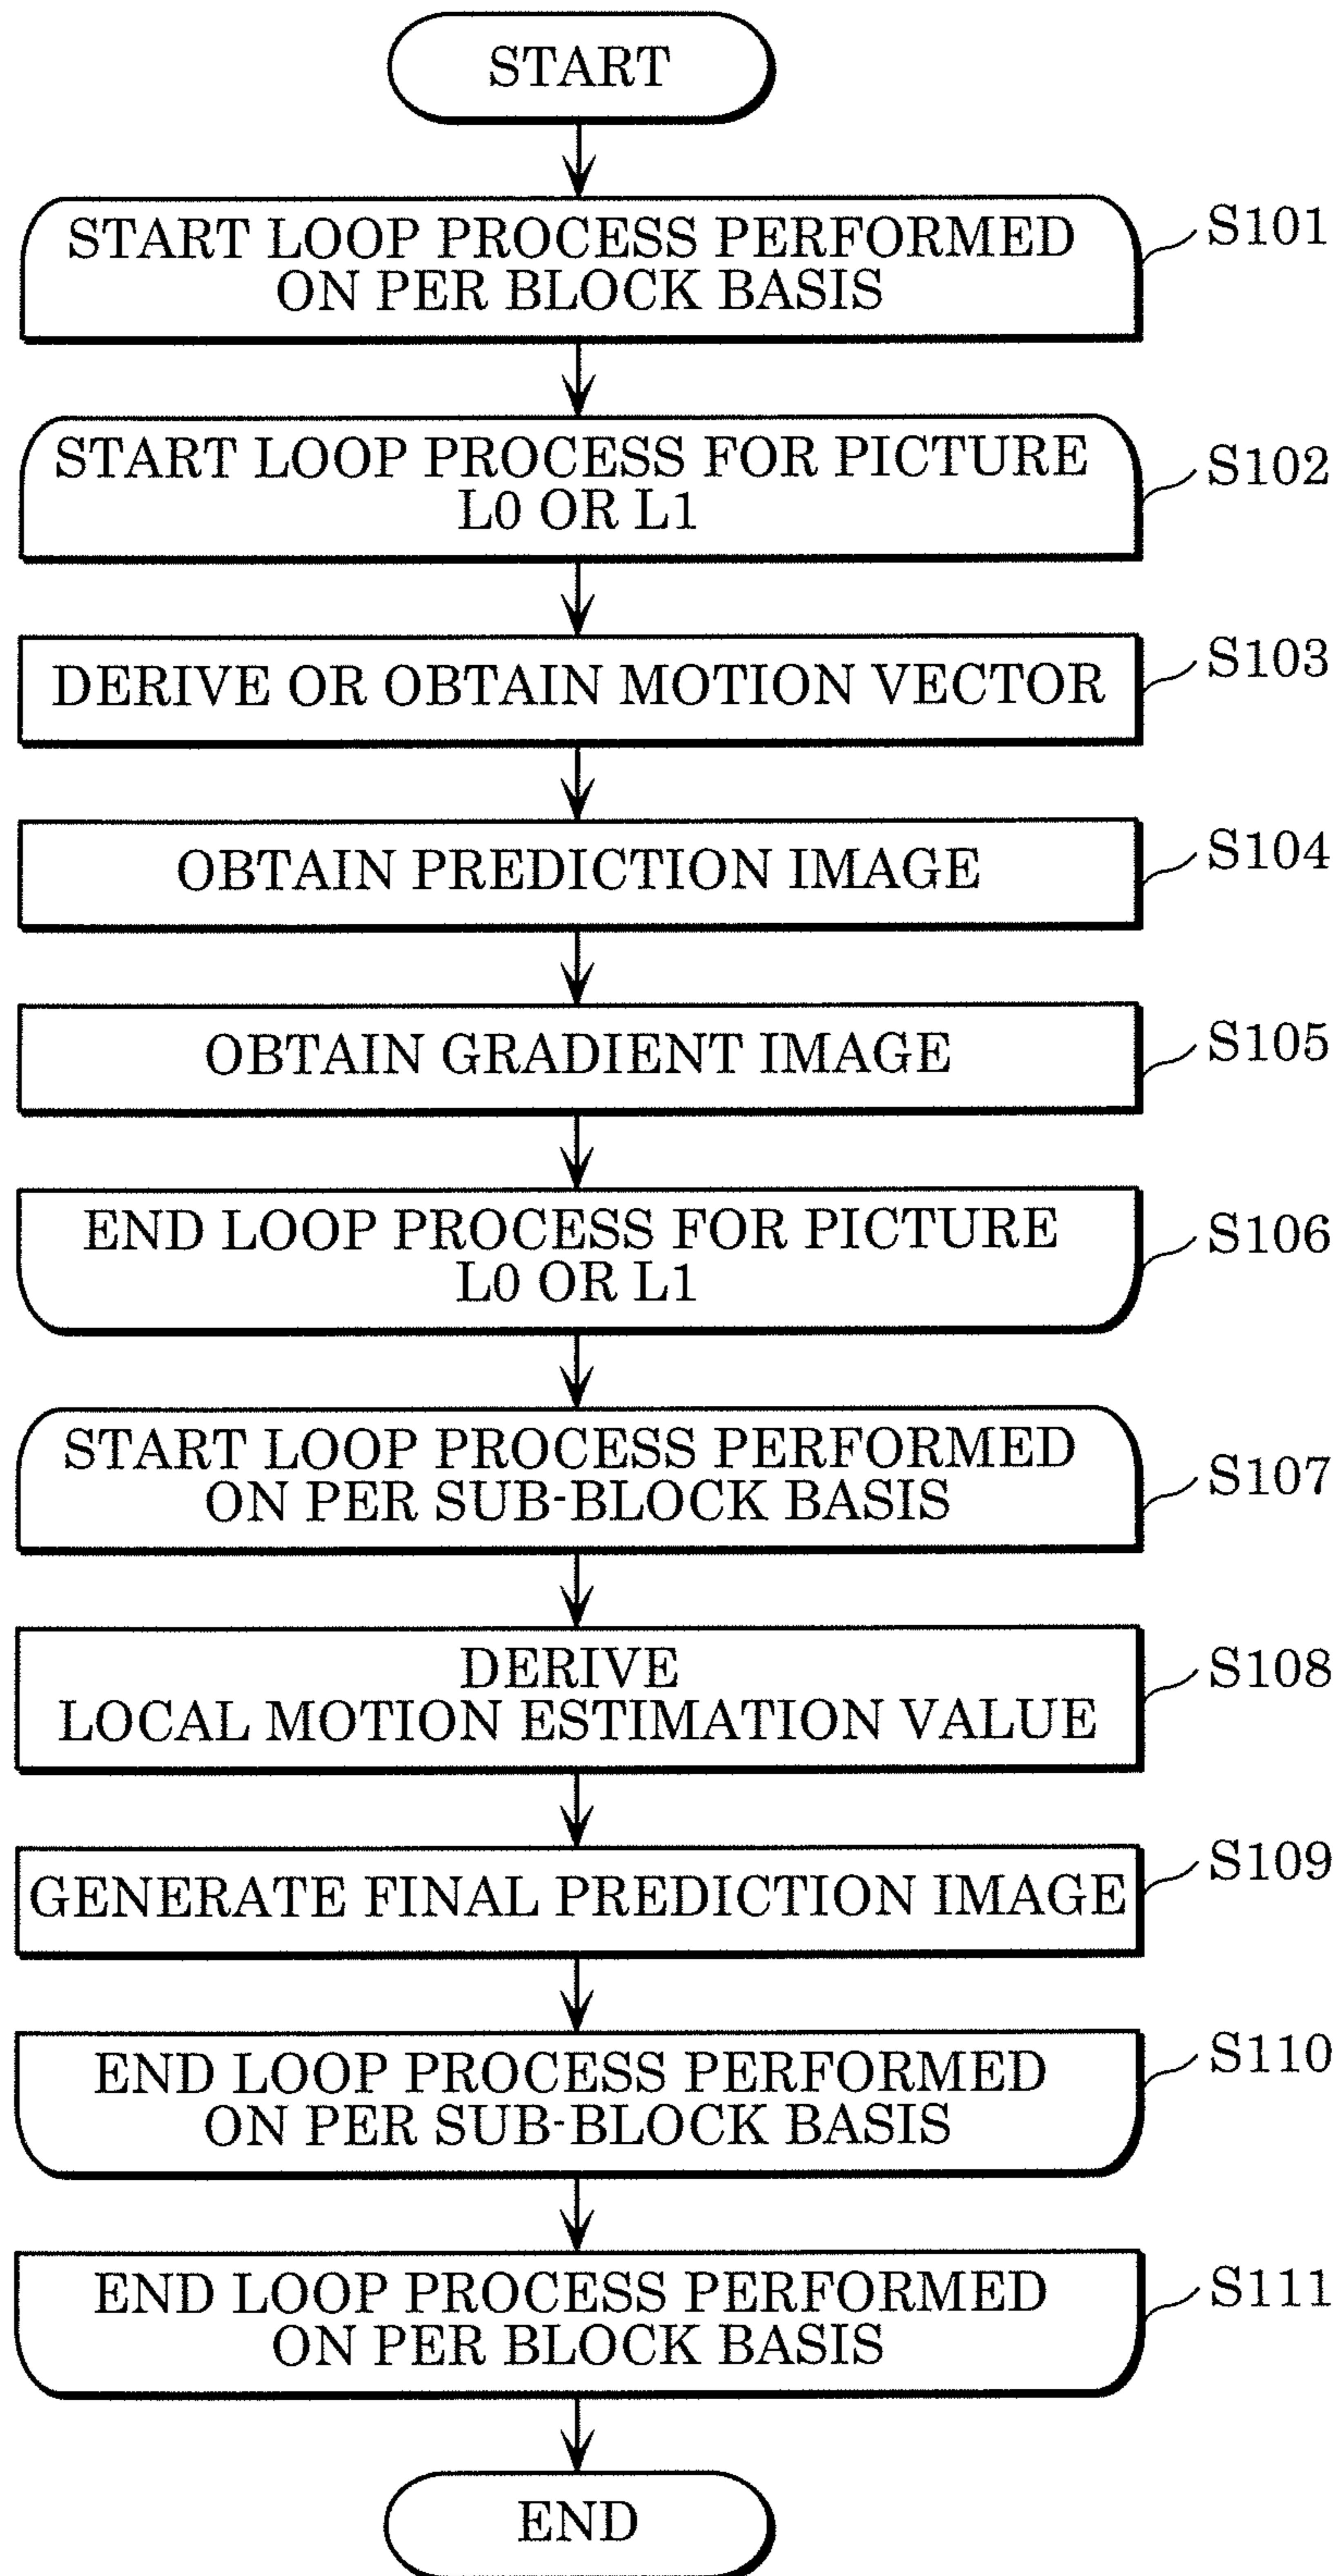 START
START LOOP PROCESS PERFORMED
ON PER BLOCK BASIS
S101
START LOOP PROCESS FOR PICTURE
L0 OR L1
S102
DERIVE OR OBTAIN MOTION VECTOR
S103
OBTAIN PREDICTION IMAGE
S104
OBTAIN GRADIENT IMAGE
S105
END LOOP PROCESS FOR PICTURE
L0 OR L1
S106
START LOOP PROCESS PERFORMED
ON PER SUB-BLOCK BASIS
S107
DERIVE
LOCAL MOTION ESTIMATION VALUE
S108
GENERATE FINAL PREDICTION IMAGE
S109
END LOOP PROCESS PERFORMED
ON PER SUB-BLOCK BASIS
S110
END LOOP PROCESS PERFORMED
ON PER BLOCK BASIS
S111
END